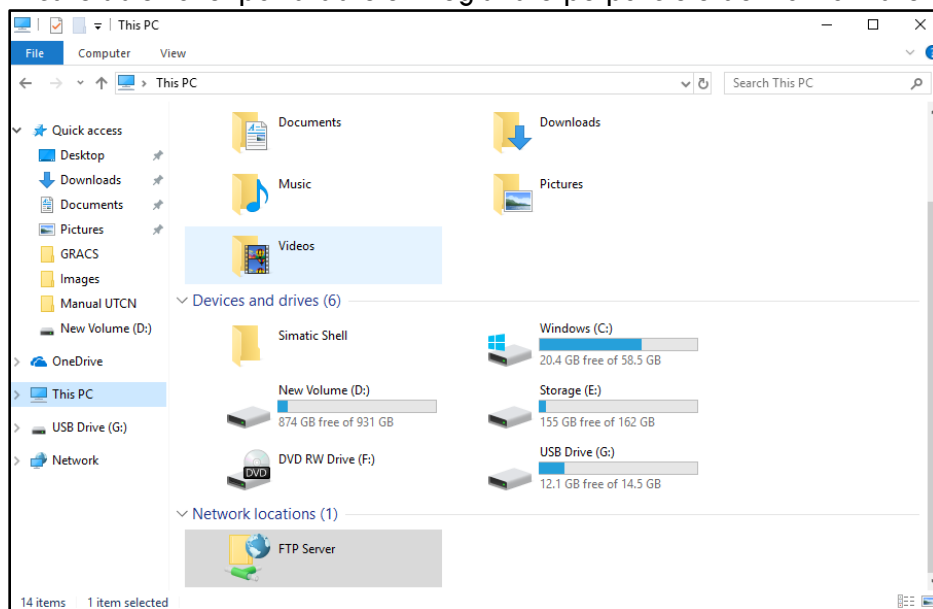 This PC
File Computer View
This PC
Search This PC
Quick access
Desktop
Downloads
Documents
Pictures
GRACS
Images
Manual UTCN
New Volume (D:)
OneDrive
This PC
USB Drive (G:)
Network
Documents
Downloads
Music
Pictures
Videos
Devices and drives (6)
Simatic Shell
Windows (C:)
20.4 GB free of 58.5 GB
New Volume (D:)
874 GB free of 931 GB
Storage (E:)
155 GB free of 162 GB
DVD RW Drive (F:)
DVD
USB Drive (G:)
12.1 GB free of 14.5 GB
Network locations (1)
FTP Server
14 items 1 item selected